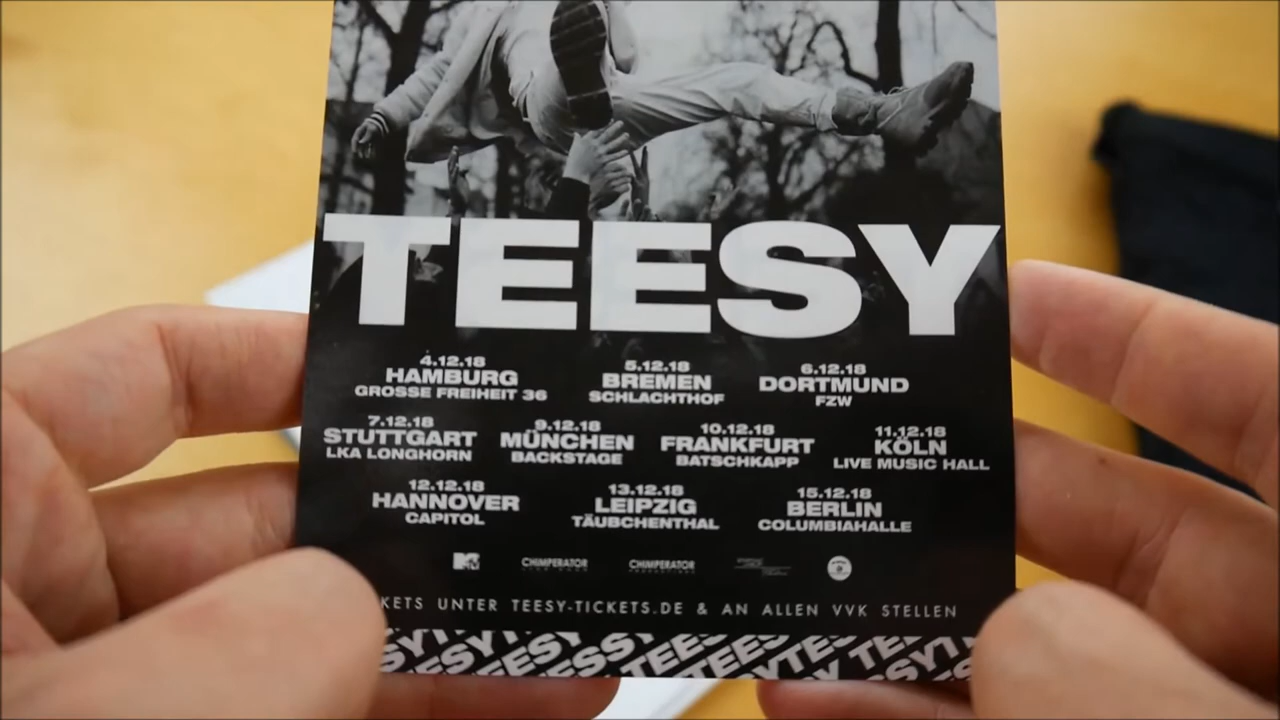 TEESY
4.12.18
HAMBURG
GROSSE FREIHEIT 36
5.12.18
BREMEN
SCHLACHTHOF
6.12.18
DORTMUND
FZW
7.12.18
STUTTGART
LKA LONGHORN
9.12.18
MÜNCHEN
BACKSTAGE
10.12.18
FRANKFURT
BATSCHKAPP
11.12.18
KÖLN
LIVE MUSIC HALL
12.12.18
HANNOVER
CAPITOL
13.12.18
LEIPZIG
TÄUBCHENTHAL
15.12.18
BERLIN
COLUMBIAHALLE
MTV
CHIMPERATOR
CHIMPERATOR
KETS UNTER TEESY-TICKETS.DE & AN ALLEN VVK STELLEN